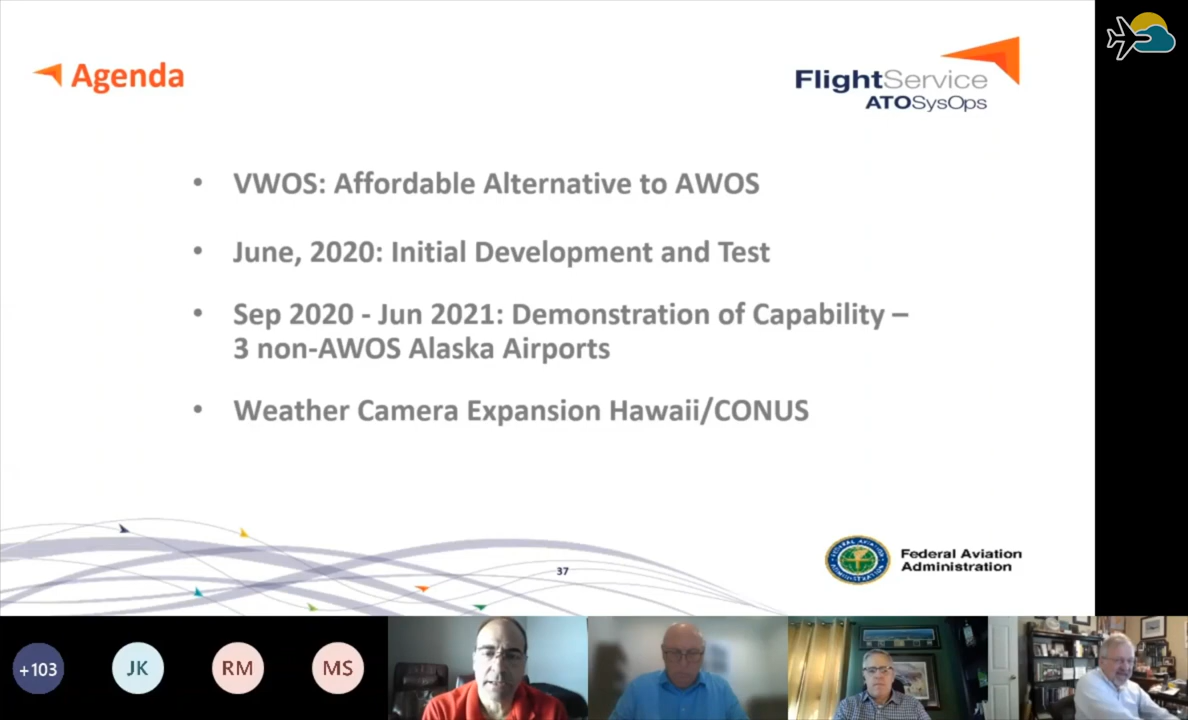 Agenda
FlightService
ATOSysOps
• VWOS: Affordable Alternative to AWOS
• June, 2020: Initial Development and Test
• Sep 2020 - Jun 2021: Demonstration of Capability –
3 non-AWOS Alaska Airports
• Weather Camera Expansion Hawaii/CONUS
37
Federal Aviation
Administration
+103
JK
RM
MS